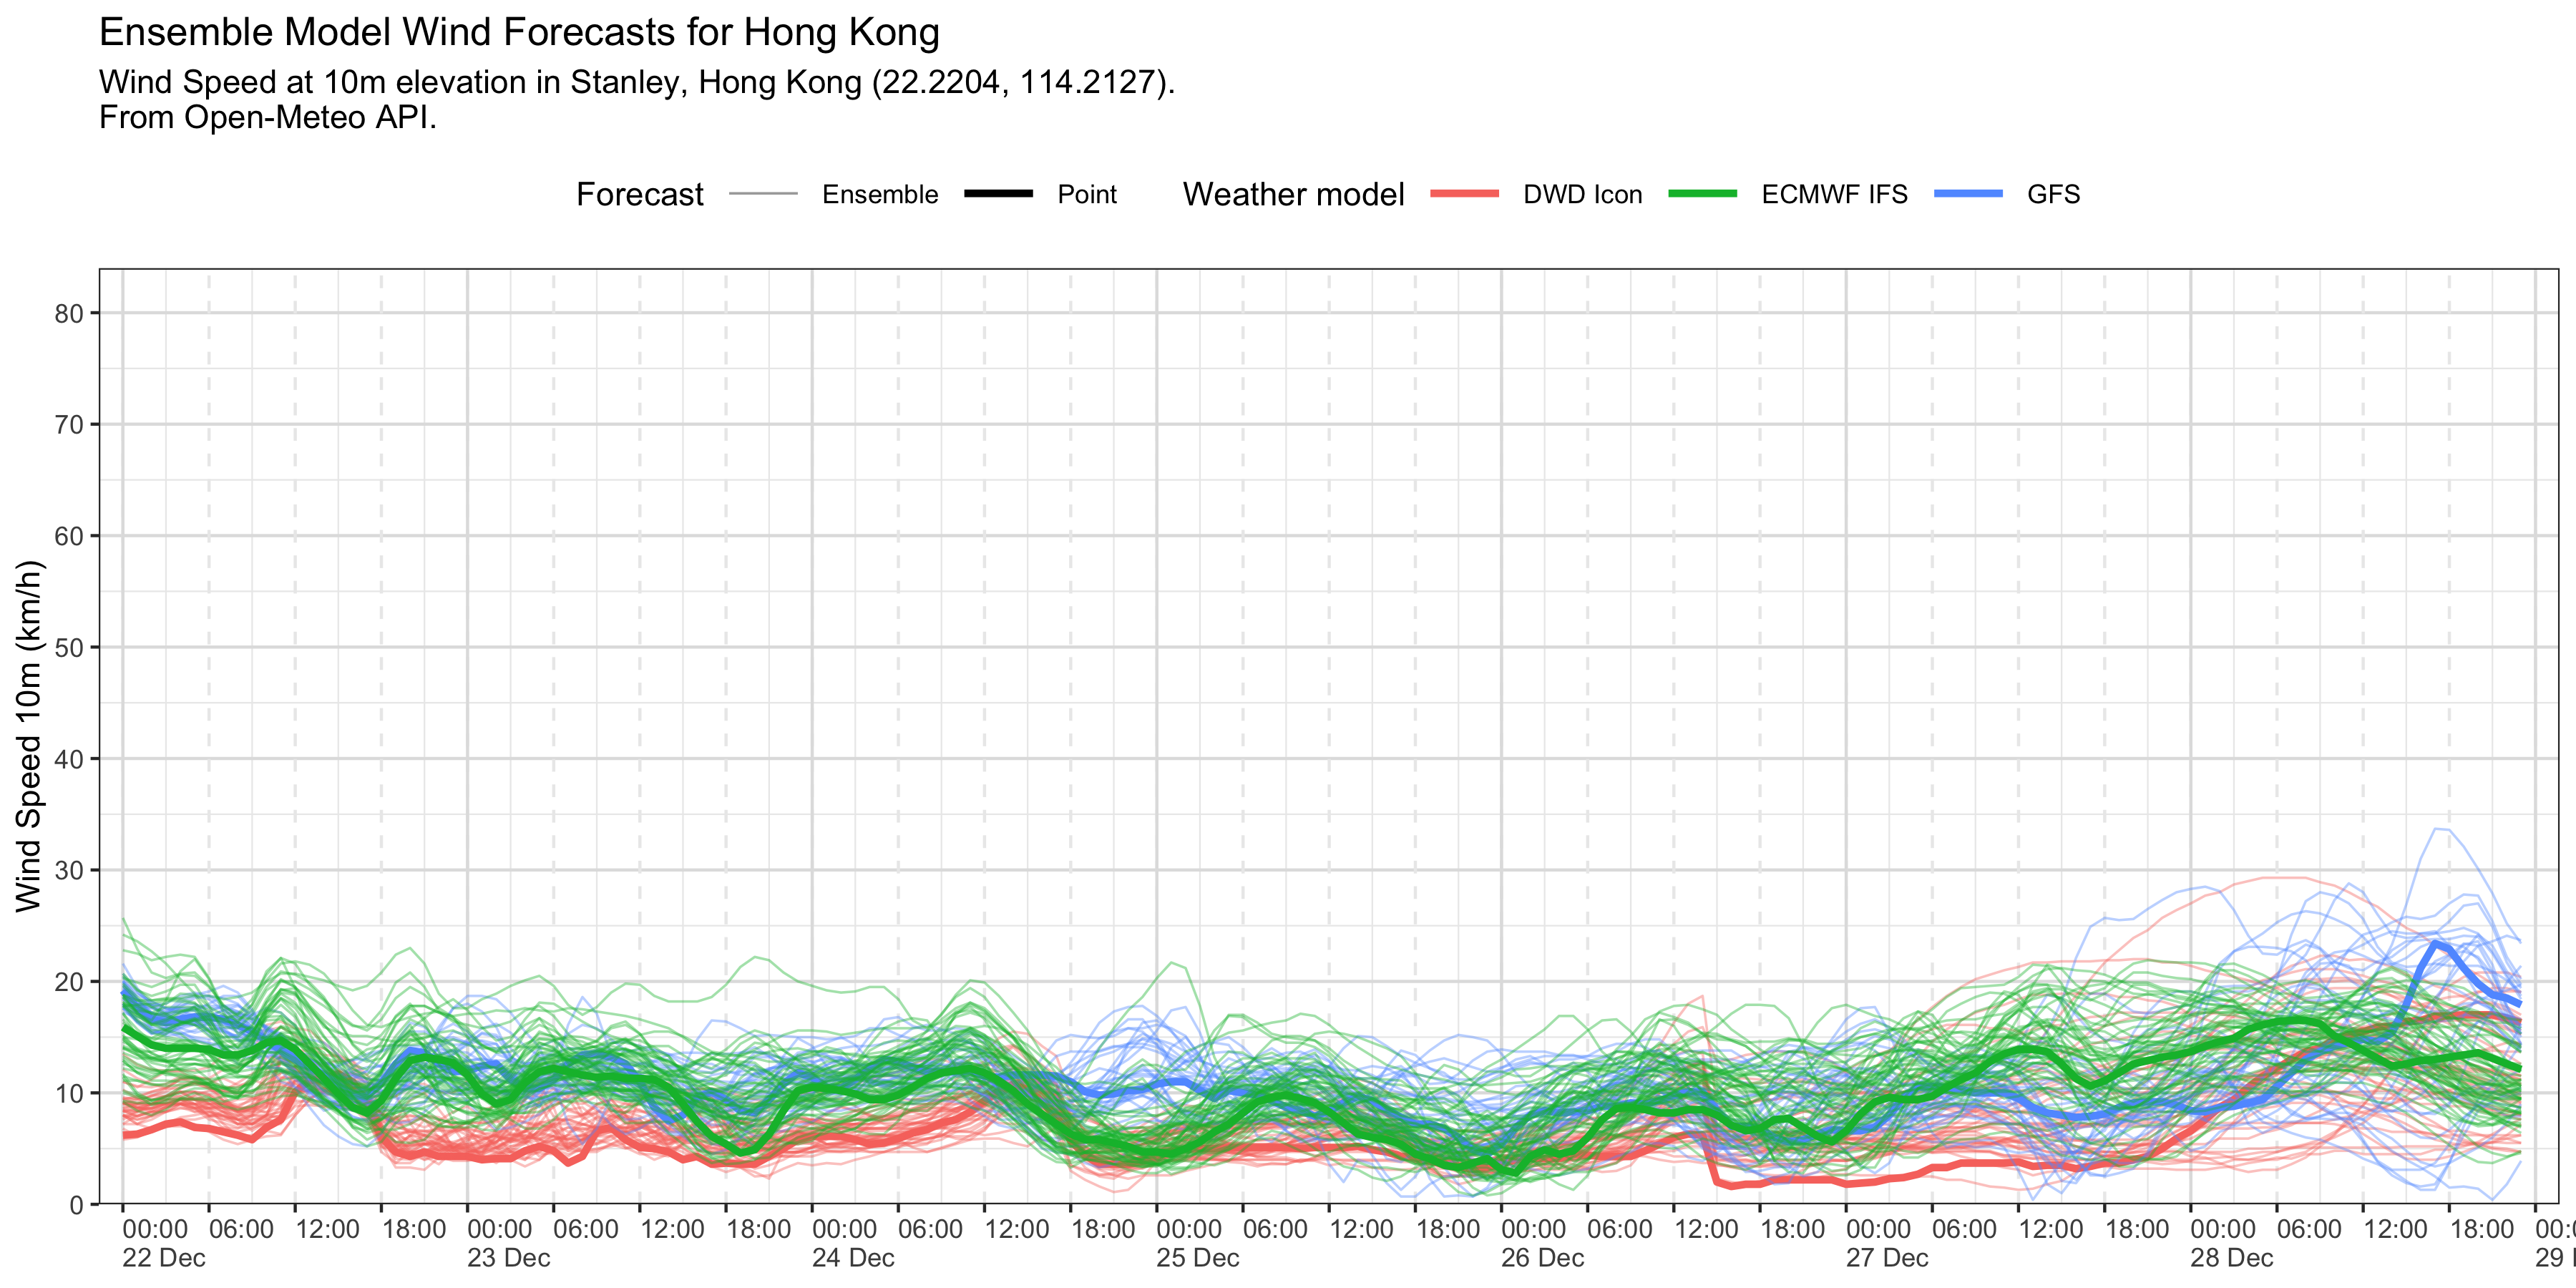 Ensemble Model Wind Forecasts for Hong Kong
Wind Speed at 10m elevation in Stanley, Hong Kong (22.2204, 114.2127).
From Open-Meteo API.
Forecast Ensemble Point Weather model DWD Icon ECMWF IFS GFS
Wind Speed 10m (km/h)
80
70
60
50
40
30
20
10
0
00:00 06:00 12:00 18:00 00:00 06:00 12:00 18:00 00:00 06:00 12:00 18:00 00:00 06:00 12:00 18:00 00:00 06:00 12:00 18:00 00:00 06:00 12:00 18:00 00:00 06:00 12:00 18:00 00:
22 Dec 23 Dec 24 Dec 25 Dec 26 Dec 27 Dec 28 Dec 29